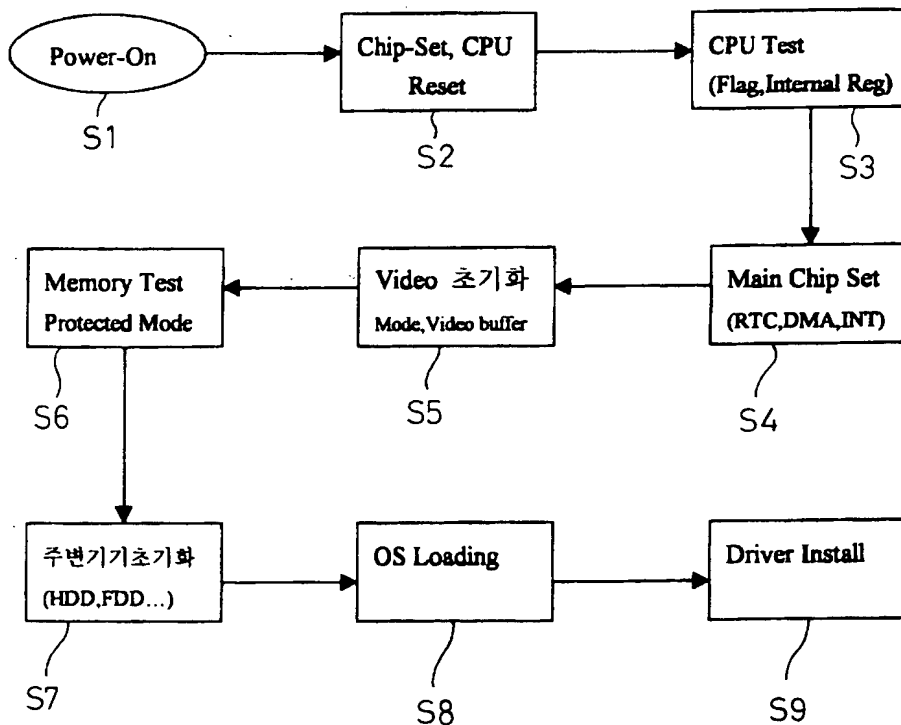 Power-On
S1
Chip-Set, CPU
Reset
S2
CPU Test
(Flag,Internal Reg)
S3
Main Chip Set
(RTC,DMA,INT)
S4
Video 초기화
Mode,Video buffer
S5
Memory Test
Protected Mode
S6
주변기기초기화
(HDD,FDD...)
S7
OS Loading
S8
Driver Install
S9